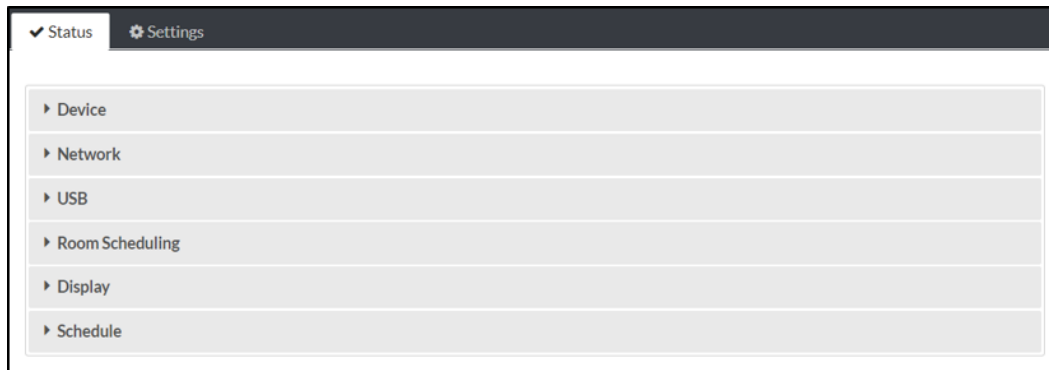 Status Settings
Device
Network
USB
Room Scheduling
Display
Schedule